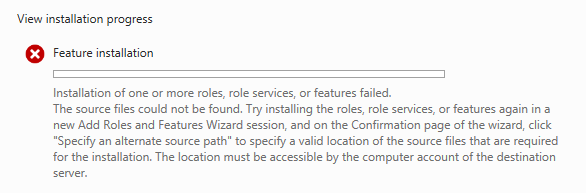 View installation progress
Feature installation
Installation of one or more roles, role services, or features failed.
The source files could not be found. Try installing the roles, role services, or features again in a
new Add Roles and Features Wizard session, and on the Confirmation page of the wizard, click
"Specify an alternate source path" to specify a valid location of the source files that are required
for the installation. The location must be accessible by the computer account of the destination
server.